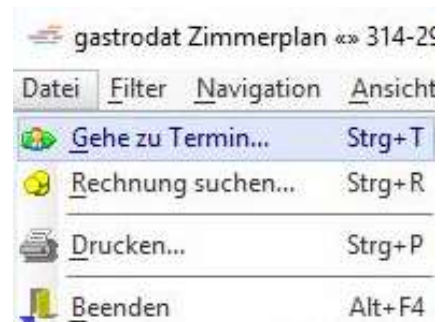 gastrodat Zimmerplan «» 314-29
Datei Filter Navigation Ansicht
Gehe zu Termin... Strg+T
Rechnung suchen... Strg+R
Drucken... Strg+P
Beenden Alt+F4